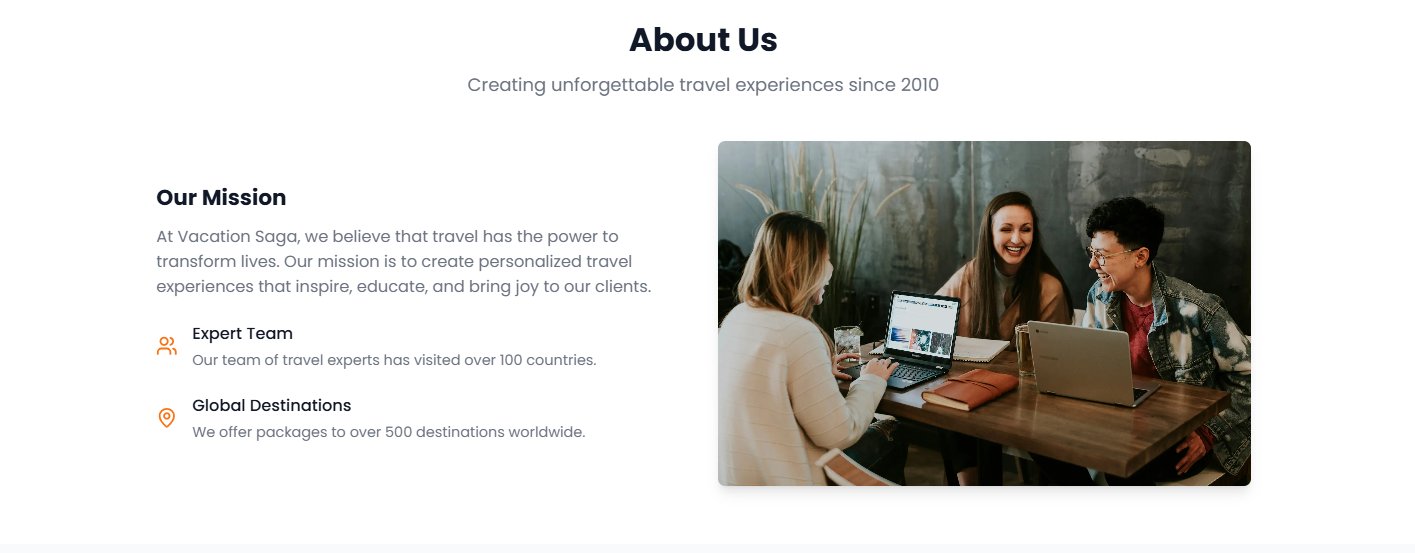 About Us
Creating unforgettable travel experiences since 2010
Our Mission
At Vacation Saga, we believe that travel has the power to
transform lives. Our mission is to create personalized travel
experiences that inspire, educate, and bring joy to our clients.
Expert Team
Our team of travel experts has visited over 100 countries.
Global Destinations
We offer packages to over 500 destinations worldwide.